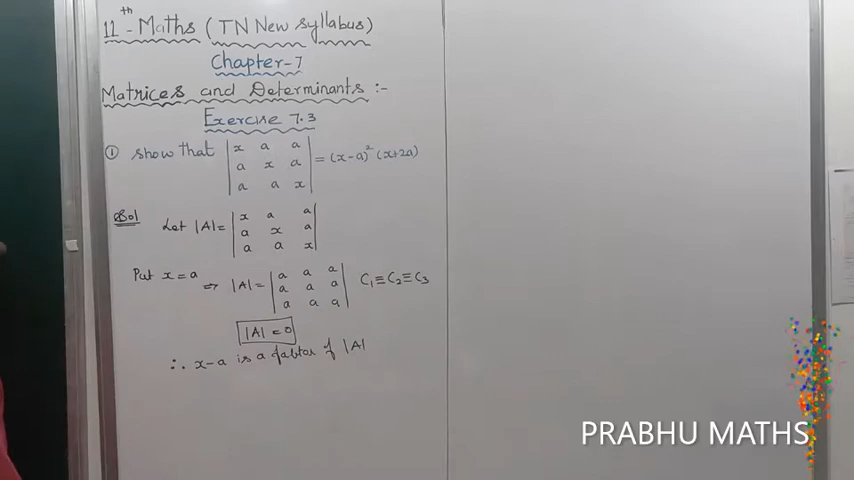 11th - Maths ( TN New syllabus)
Chapter-7
Matrices and Determinants :-
Exercise 7.3
① show that | x a a | = (x-a)² (x+2a)
| a x a |
| a a x |
Sol Let |A| = | x a a |
| a x a |
| a a x |
Put x = a ⇒ |A| = | a a a | C₁≡C₂≡C₃
| a a a |
| a a a |
|A| = 0
∴ x-a is a factor of |A|
PRABHU MATHS